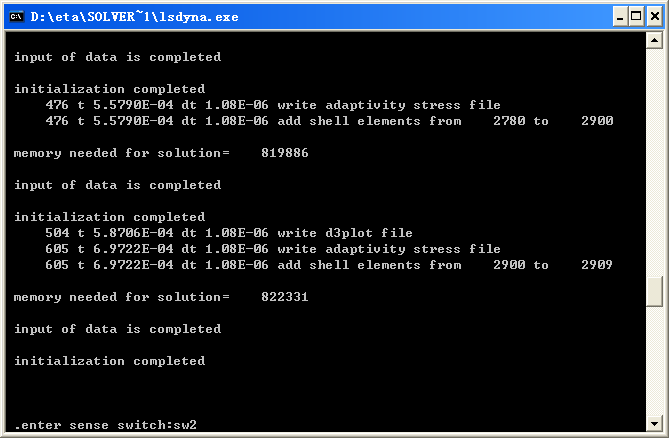 D:\eta\SOLVER~1\lsdyna.exe
input of data is completed
initialization completed
476 t 5.5790E-04 dt 1.08E-06 write adaptivity stress file
476 t 5.5790E-04 dt 1.08E-06 add shell elements from 2780 to 2900
memory needed for solution= 819886
input of data is completed
initialization completed
504 t 5.8706E-04 dt 1.08E-06 write d3plot file
605 t 6.9722E-04 dt 1.08E-06 write adaptivity stress file
605 t 6.9722E-04 dt 1.08E-06 add shell elements from 2900 to 2909
memory needed for solution= 822331
input of data is completed
initialization completed
.enter sense switch:sw2